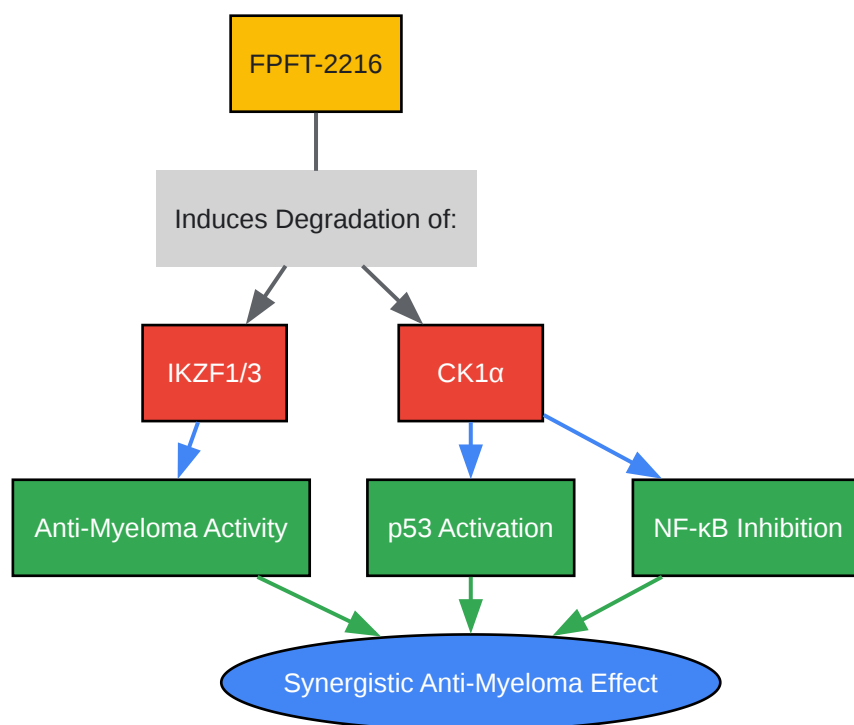 FPFT-2216
Induces Degradation of:
IKZF1/3
CK1α
Anti-Myeloma Activity
p53 Activation
NF-κB Inhibition
Synergistic Anti-Myeloma Effect